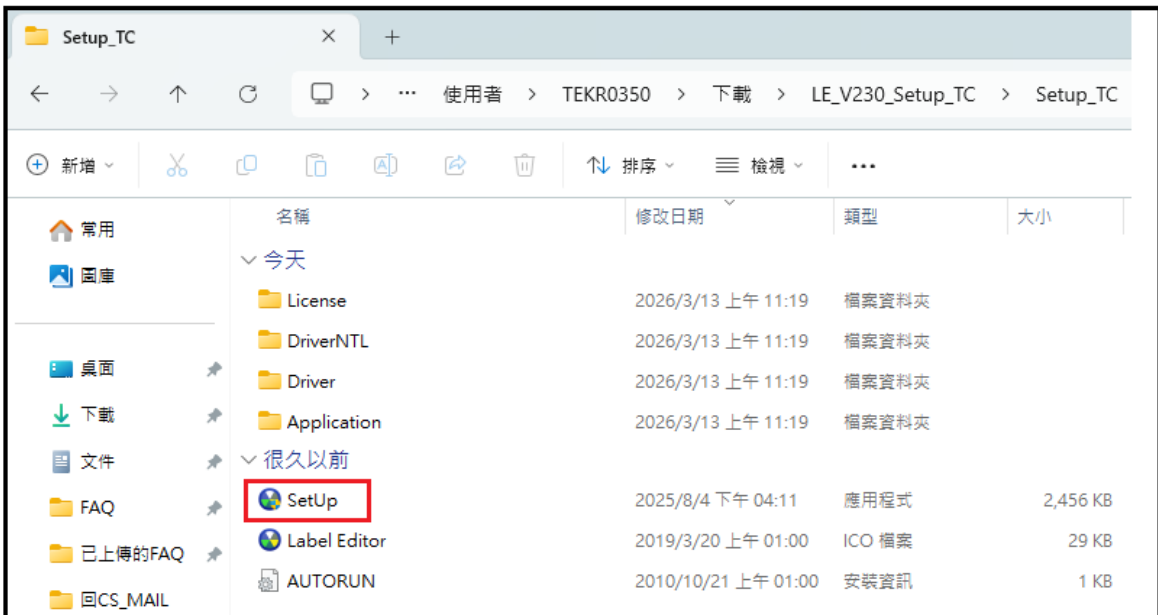 Setup_TC
使用者 > TEKR0350 > 下載 > LE_V230_Setup_TC > Setup_TC
新增 排序 檢視
名稱 修改日期 類型 大小
常用
圖庫
桌面
下載
文件
FAQ
已上傳的FAQ
回CS_MAIL
今天
License 2026/3/13 上午 11:19 檔案資料夾
DriverNTL 2026/3/13 上午 11:19 檔案資料夾
Driver 2026/3/13 上午 11:19 檔案資料夾
Application 2026/3/13 上午 11:19 檔案資料夾
很久以前
SetUp 2025/8/4 下午 04:11 應用程式 2,456 KB
Label Editor 2019/3/20 上午 01:00 ICO 檔案 29 KB
AUTORUN 2010/10/21 上午 01:00 安裝資訊 1 KB